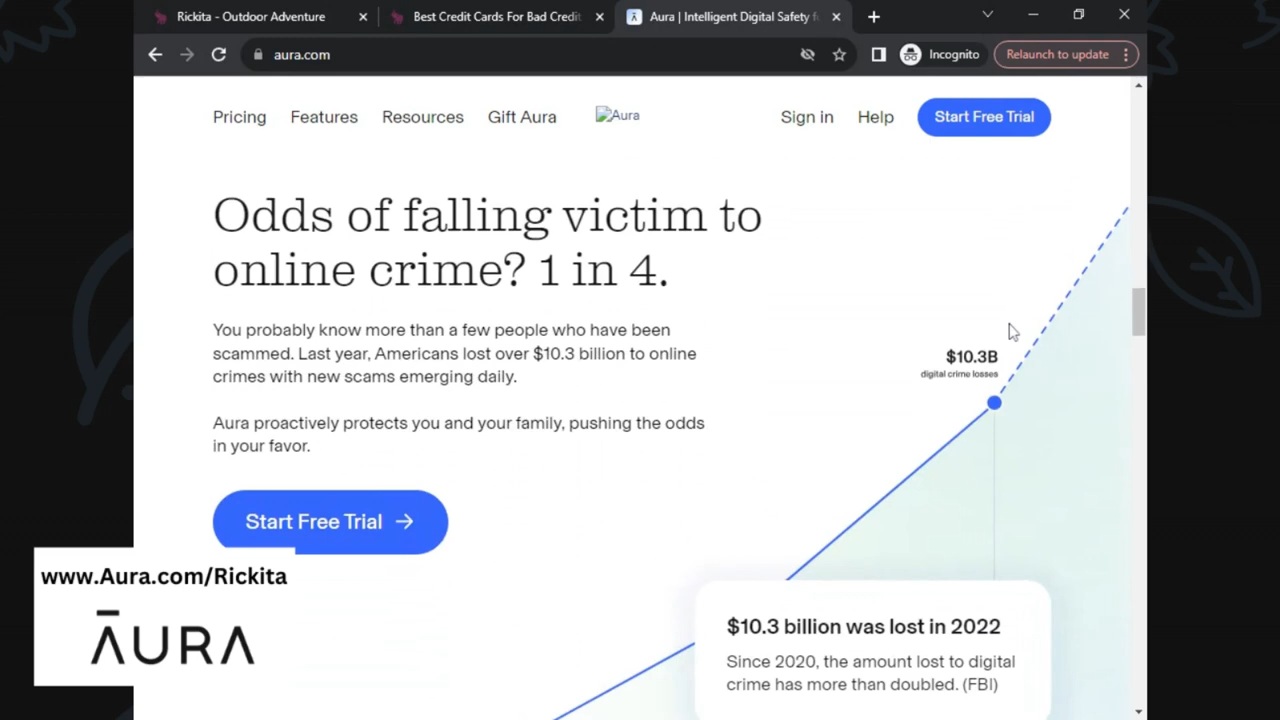 Rickita - Outdoor Adventure
Best Credit Cards For Bad Credit
Aura | Intelligent Digital Safety f
aura.com
Incognito
Relaunch to update
Pricing
Features
Resources
Gift Aura
Aura
Sign in
Help
Start Free Trial
Odds of falling victim to
online crime? 1 in 4.
You probably know more than a few people who have been
scammed. Last year, Americans lost over $10.3 billion to online
crimes with new scams emerging daily.
Aura proactively protects you and your family, pushing the odds
in your favor.
Start Free Trial →
$10.3B
digital crime losses
$10.3 billion was lost in 2022
Since 2020, the amount lost to digital
crime has more than doubled. (FBI)
www.Aura.com/Rickita
ĀURA